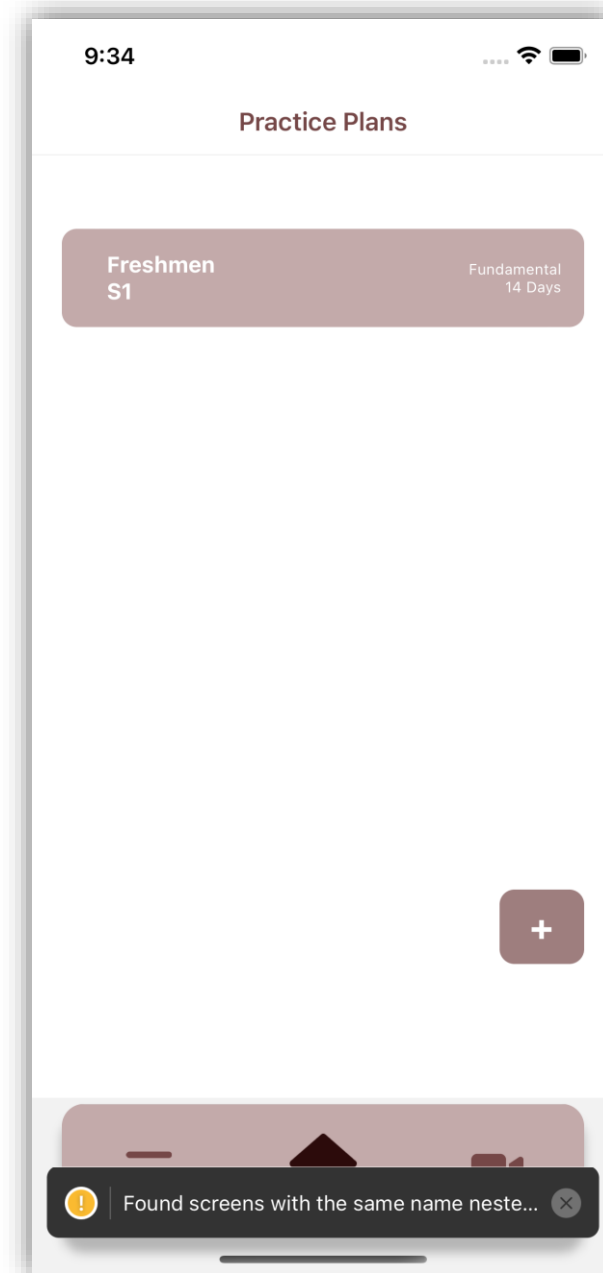 9:34
Practice Plans
Freshmen
S1
Fundamental
14 Days
+
Found screens with the same name neste...